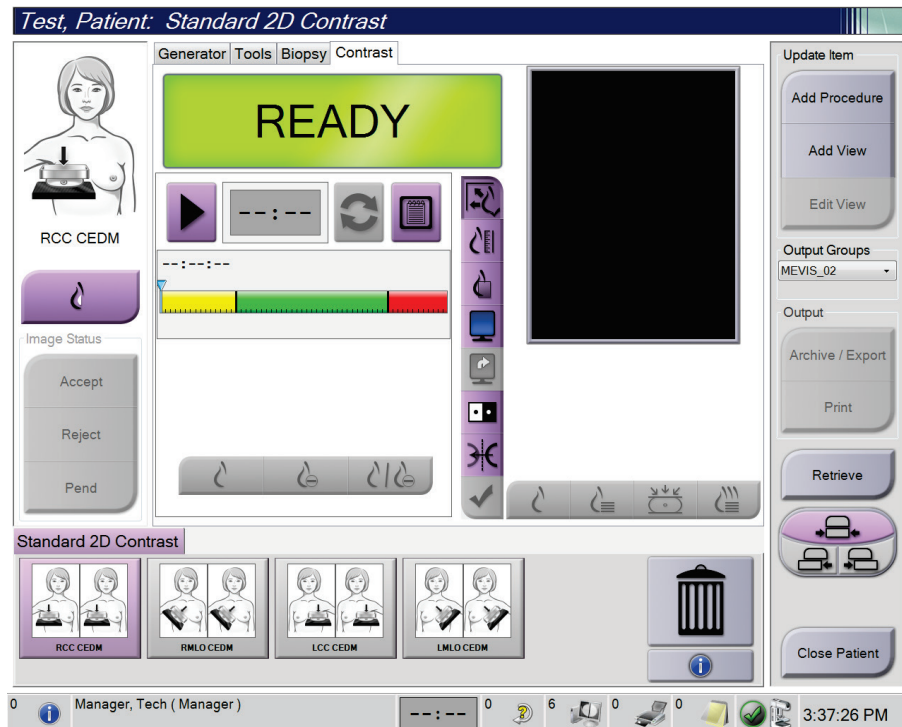 Test, Patient: Standard 2D Contrast
Generator Tools Biopsy Contrast
READY
--:--
--:--:--
RCC CEDM
Image Status
Accept
Reject
Pend
Update Item
Add Procedure
Add View
Edit View
Output Groups
MEVIS_02
Output
Archive / Export
Print
Retrieve
Close Patient
Standard 2D Contrast
RCC CEDM
RMLO CEDM
LCC CEDM
LMLO CEDM
0 Manager, Tech ( Manager ) --:-- 0 6 0 0 3:37:26 PM